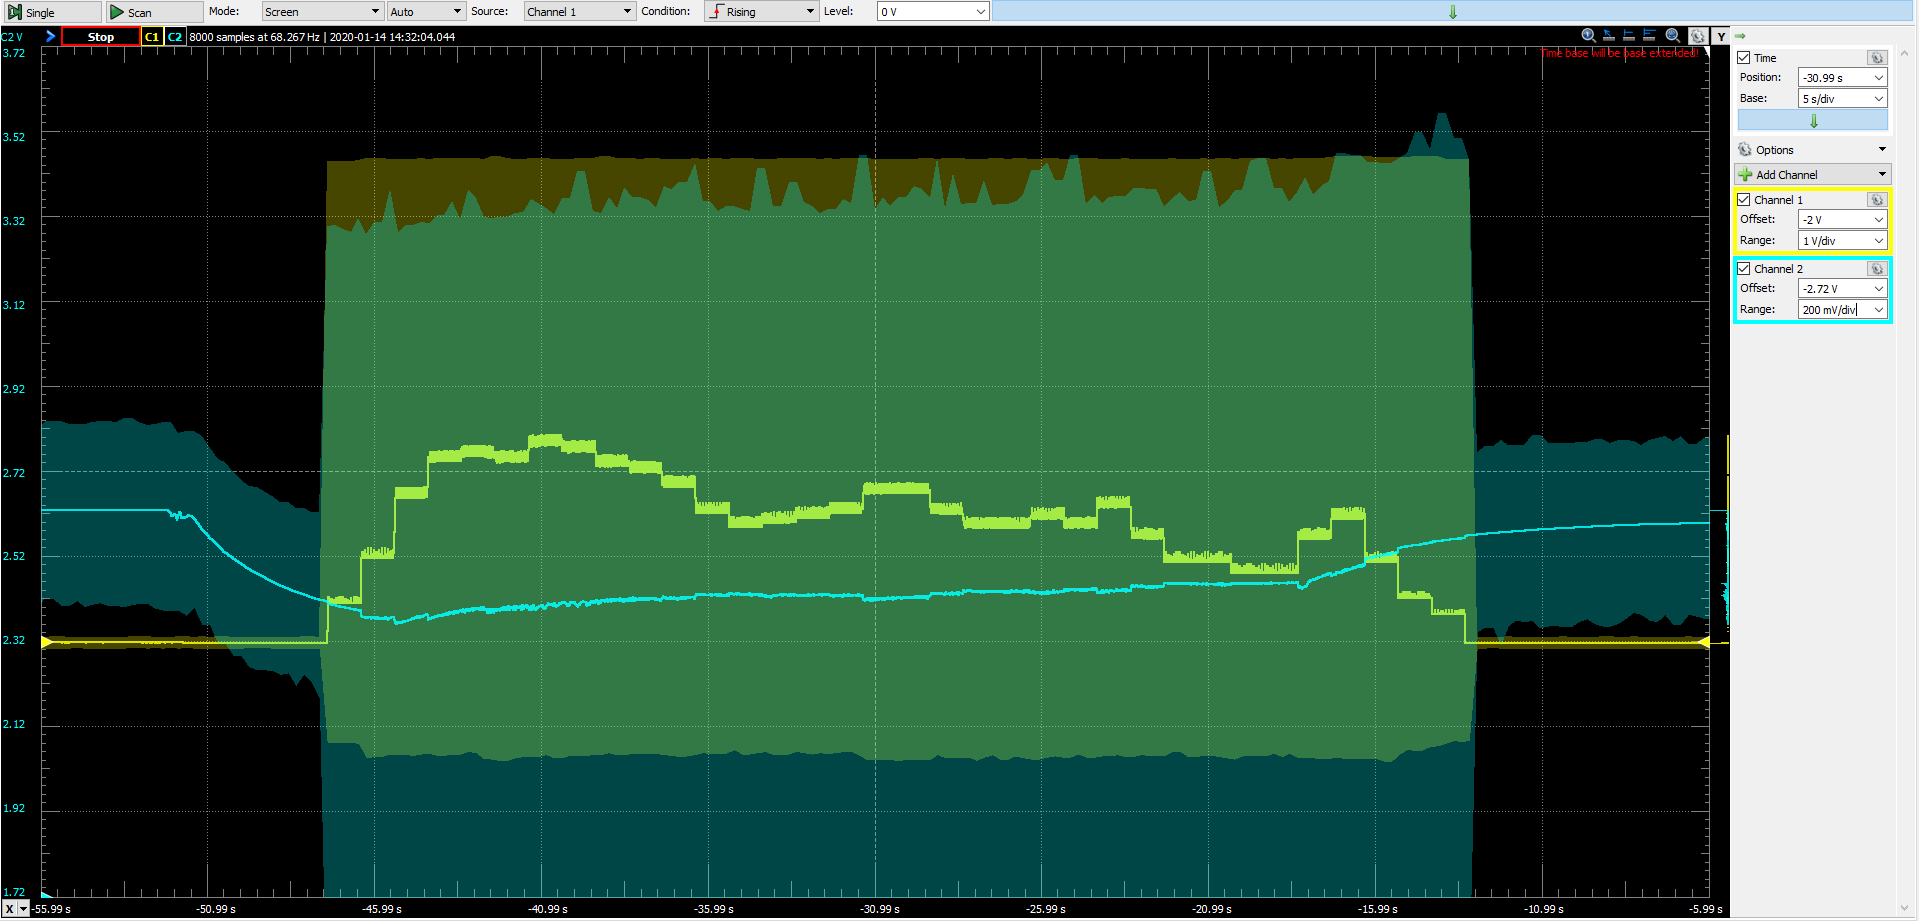 Single Scan Mode: Screen Auto Source: Channel 1 Condition: Rising Level: 0 V
C2 V Stop C1 C2 8000 samples at 68.267 Hz | 2020-01-14 14:32:04.044 Y
Time base will be base extended!
3.72
3.52
3.32
3.12
2.92
2.72
2.52
2.32
2.12
1.92
1.72
X -55.99 s -50.99 s -45.99 s -40.99 s -35.99 s -30.99 s -25.99 s -20.99 s -15.99 s -10.99 s -5.99 s
Time
Position: -30.99 s
Base: 5 s/div
Options
Add Channel
Channel 1
Offset: -2 V
Range: 1 V/div
Channel 2
Offset: -2.72 V
Range: 200 mV/div